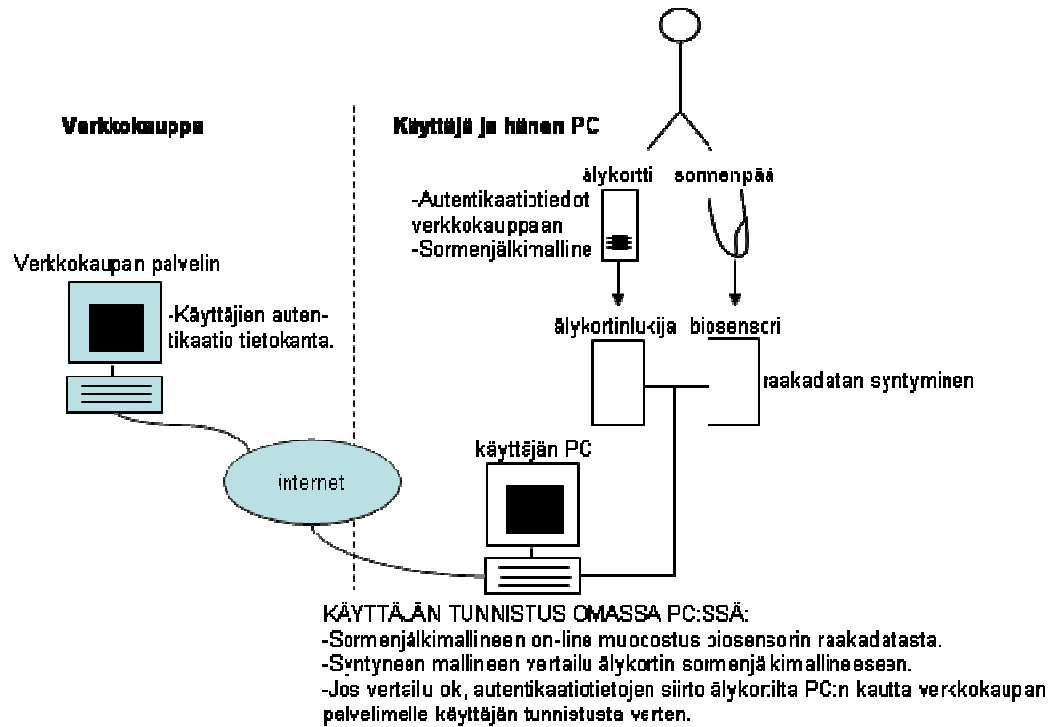 Verkkokauppa
Käyttäjä ja hänen PC
älykortti
sormenpää
-Autentikaatiotiedot
verkkokauppaan
-Sormenjälkimalline
Verkkokaupan palvelin
-Käyttäjien auten-
tikaatio tietokanta.
älykortinlukija
biosensori
raakadatan syntyminen
käyttäjän PC
internet
KÄYTTÄJÄN TUNNISTUS OMASSA PC:SSÄ:
-Sormenjälkimallineen on-line muodostus biosensorin raakadatasta.
-Syntyneen mallineen vertailu älykortin sormenjälkimallineeseen.
-Jos vertailu ok, autentikaatiotietojen siirto älykortilta PC:n kautta verkkokaupan
palvelimelle käyttäjän tunnistusta varten.